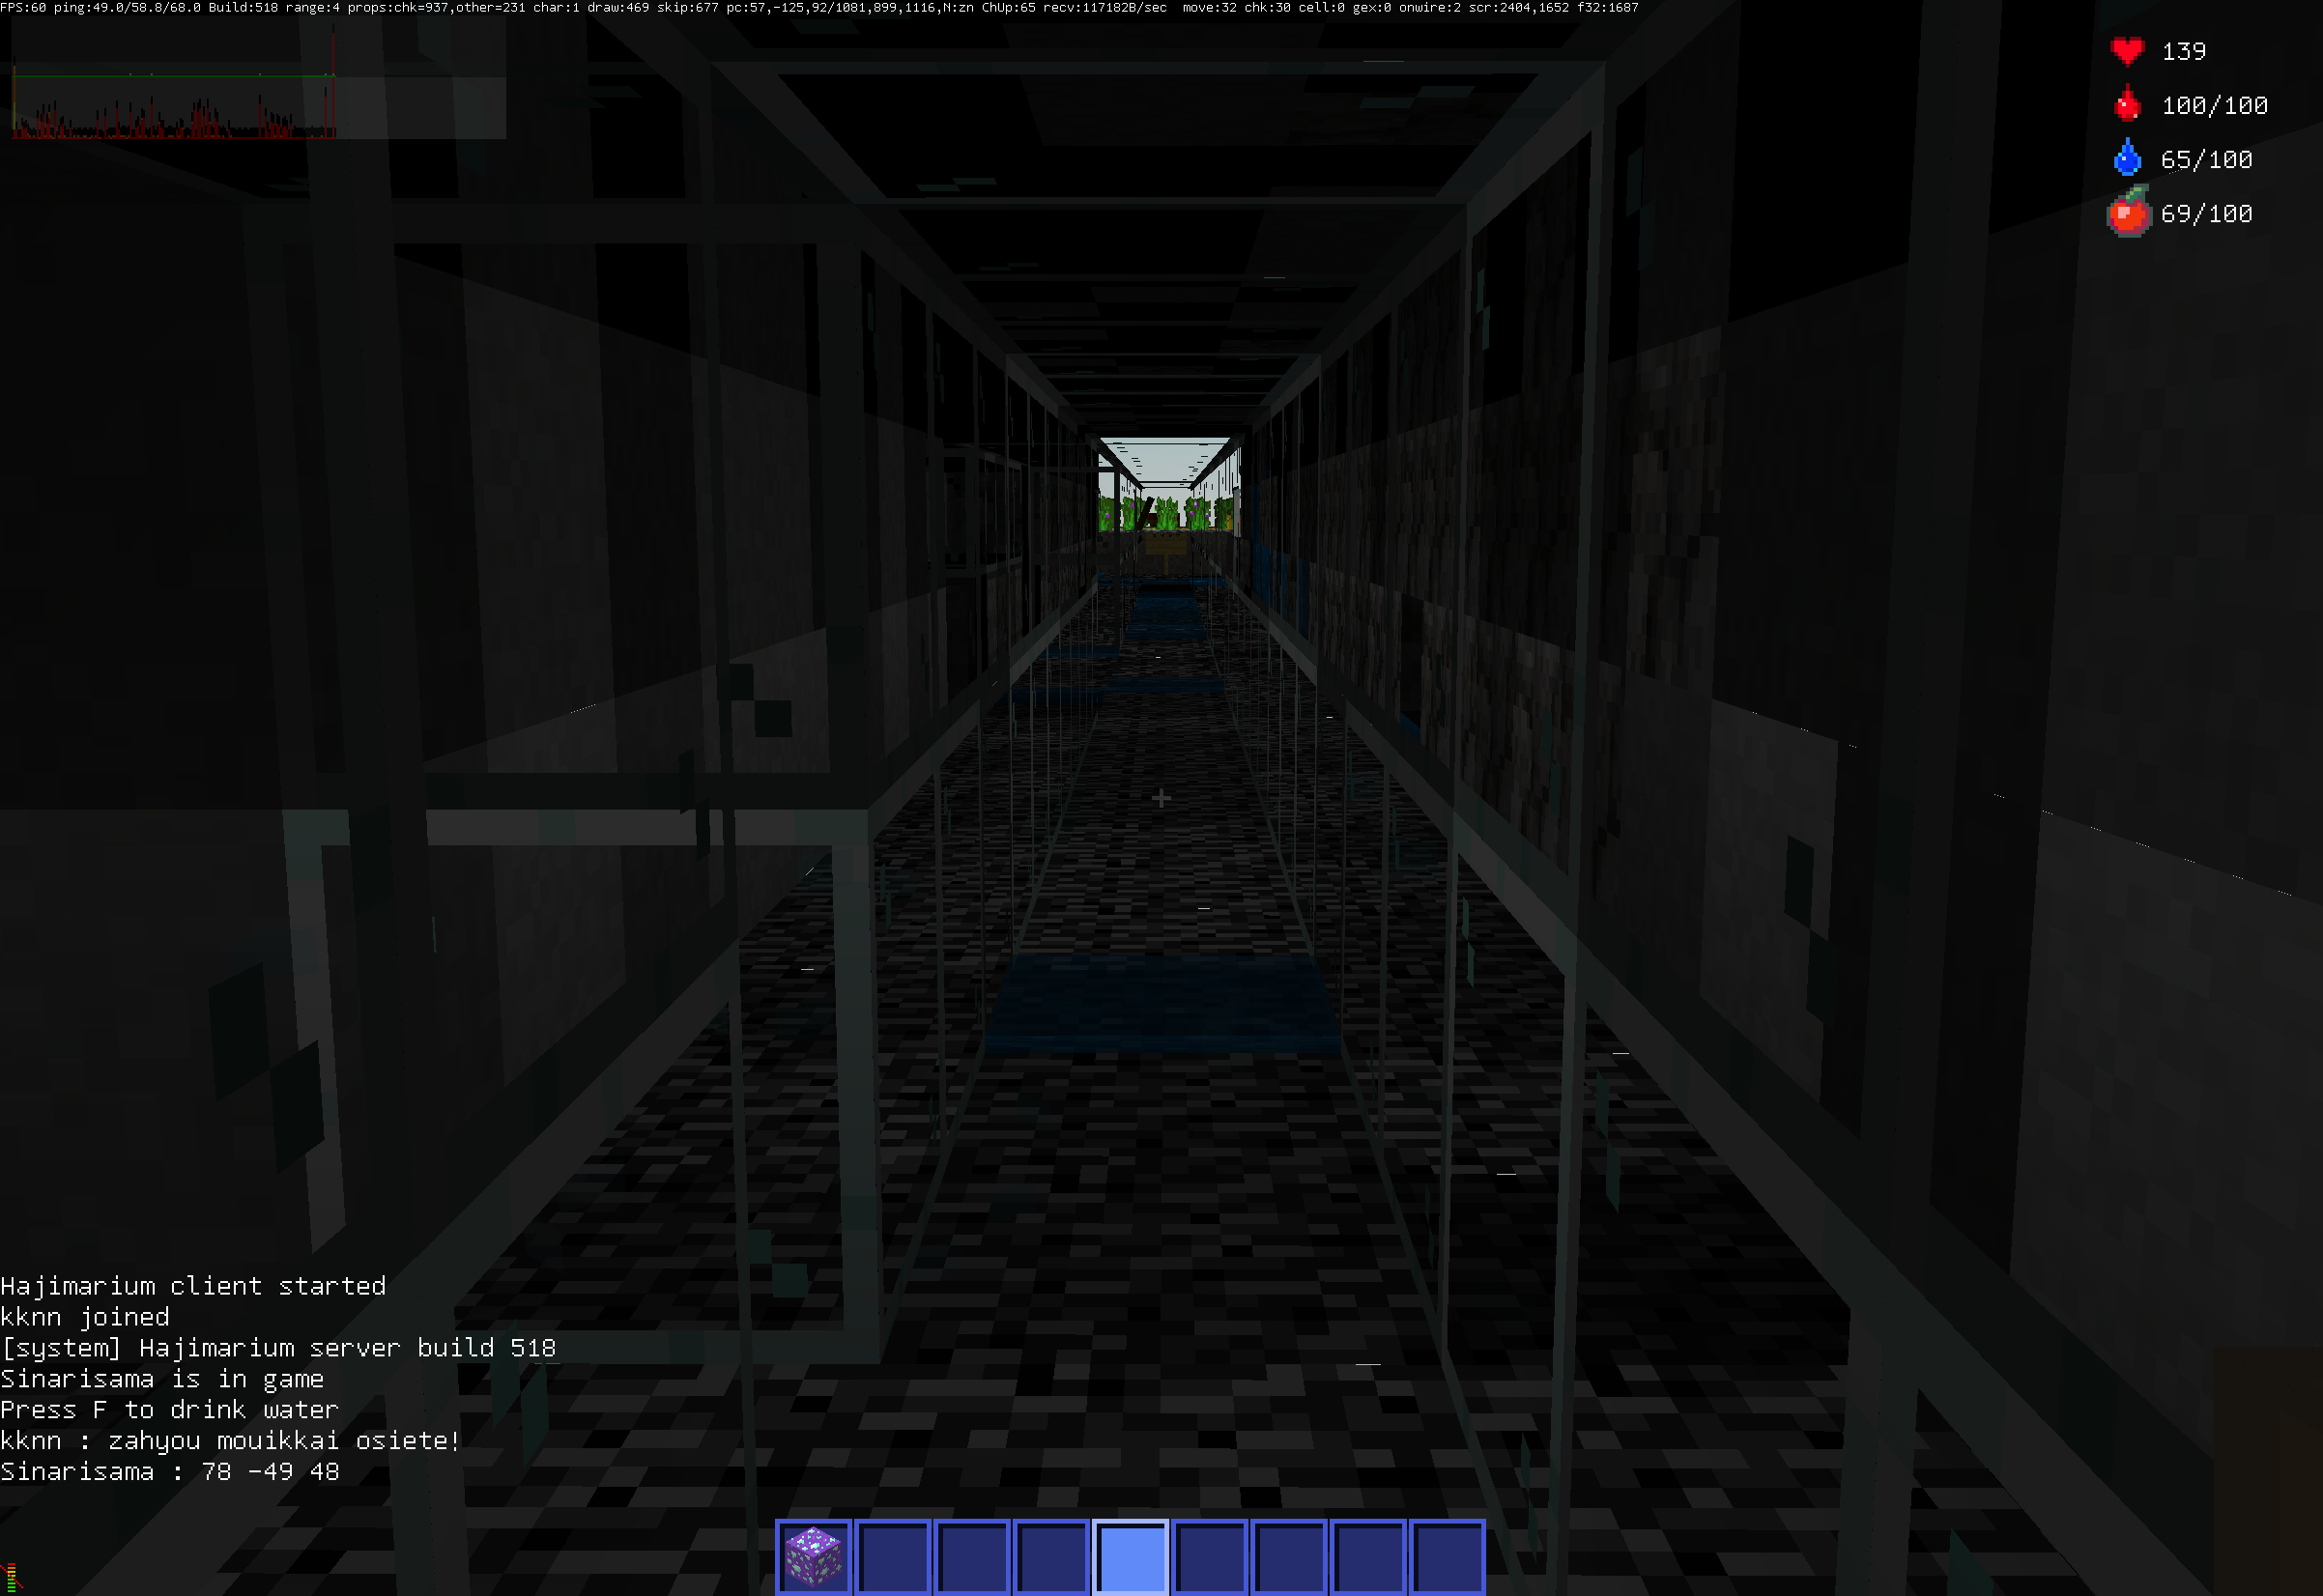 FPS:60 ping:49.0/58.8/68.0 Build:518 range:4 props:chk=937,other=231 char:1 draw:469 skip:677 pc:57,-125,92/1081,899,1116,N:zn ChUp:65 recv:117182B/sec  move:32 chk:30 cell:0 gex:0 onwire:2 scr:2404,1652 f32:1687
139
100/100
65/100
69/100
Hajimarium client started
kknn joined
[system] Hajimarium server build 518
Sinarisama is in game
Press F to drink water
kknn : zahyou mouikkai osiete!
Sinarisama : 78 -49 48